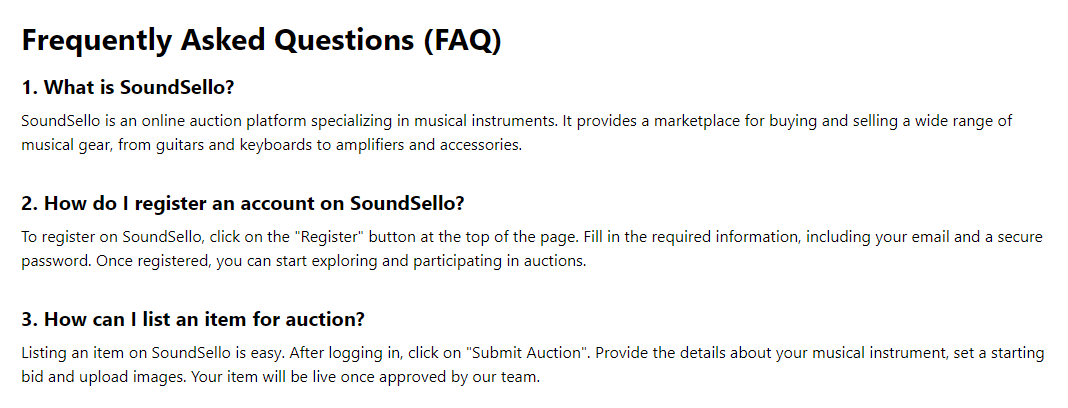 Frequently Asked Questions (FAQ)
1. What is SoundSello?
SoundSello is an online auction platform specializing in musical instruments. It provides a marketplace for buying and selling a wide range of
musical gear, from guitars and keyboards to amplifiers and accessories.
2. How do I register an account on SoundSello?
To register on SoundSello, click on the "Register" button at the top of the page. Fill in the required information, including your email and a secure
password. Once registered, you can start exploring and participating in auctions.
3. How can I list an item for auction?
Listing an item on SoundSello is easy. After logging in, click on "Submit Auction". Provide the details about your musical instrument, set a starting
bid and upload images. Your item will be live once approved by our team.